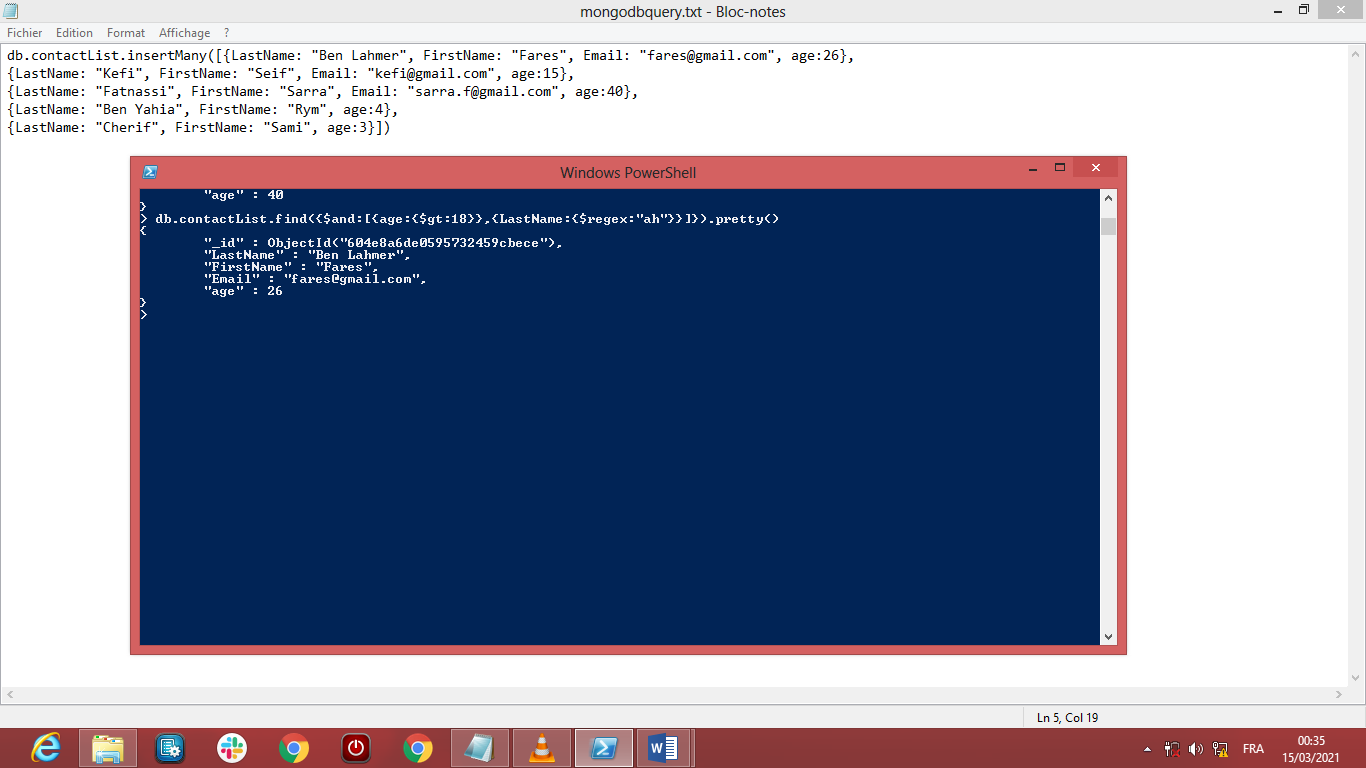 mongodbquery.txt - Bloc-notes
Fichier Edition Format Affichage ?
db.contactList.insertMany([{LastName: "Ben Lahmer", FirstName: "Fares", Email: "fares@gmail.com", age:26},
{LastName: "Kefi", FirstName: "Seif", Email: "kefi@gmail.com", age:15},
{LastName: "Fatnassi", FirstName: "Sarra", Email: "sarra.f@gmail.com", age:40},
{LastName: "Ben Yahia", FirstName: "Rym", age:4},
{LastName: "Cherif", FirstName: "Sami", age:3}])
Windows PowerShell
"age" : 40
}
> db.contactList.find({$and:[{age:{$gt:18}},{LastName:{$regex:"ah"}}]}).pretty()
{
"_id" : ObjectId("604e8a6de0595732459cbece"),
"LastName" : "Ben Lahmer",
"FirstName" : "Fares",
"Email" : "fares@gmail.com",
"age" : 26
}
>
Ln 5, Col 19
FRA
00:35
15/03/2021